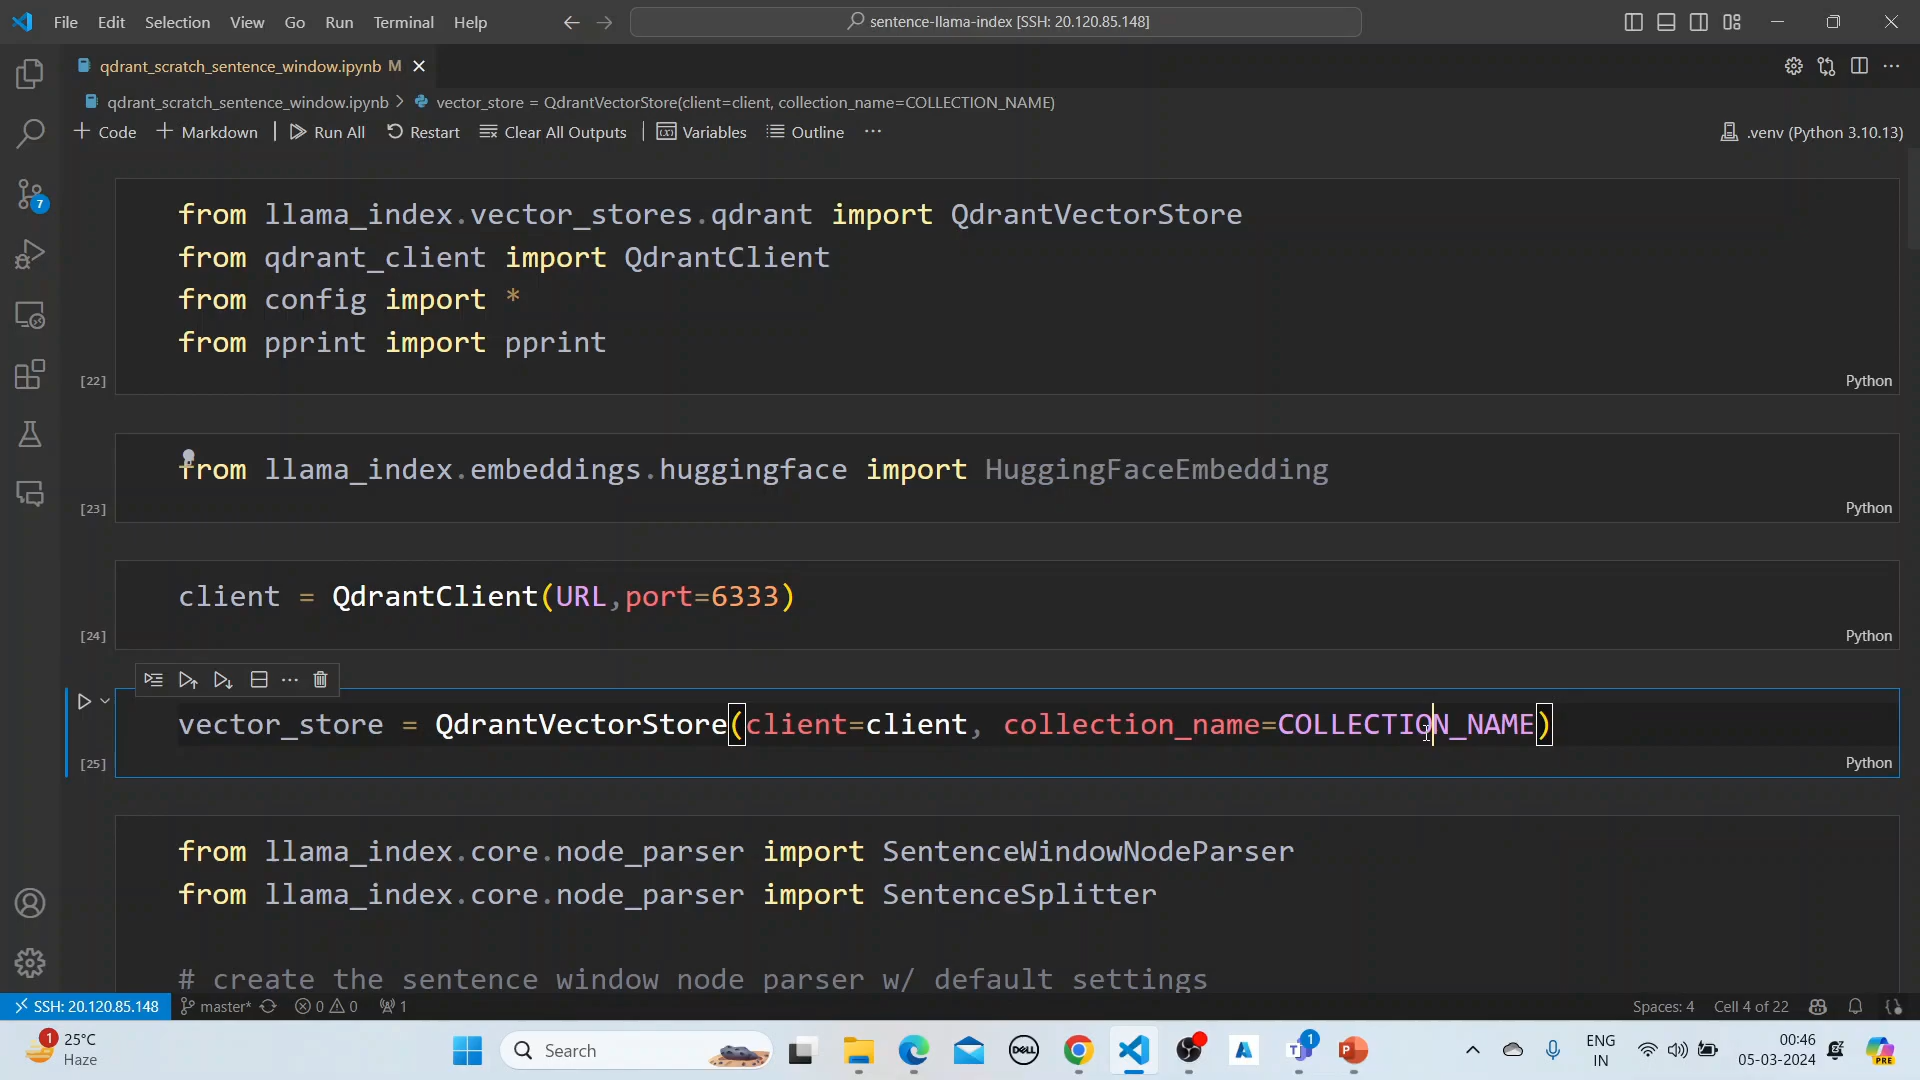 File Edit Selection View Go Run Terminal Help
sentence-llama-index [SSH: 20.120.85.148]
qdrant_scratch_sentence_window.ipynb M
qdrant_scratch_sentence_window.ipynb > vector_store = QdrantVectorStore(client=client, collection_name=COLLECTION_NAME)
+ Code + Markdown | Run All Restart Clear All Outputs | Variables Outline ...
.venv (Python 3.10.13)
from llama_index.vector_stores.qdrant import QdrantVectorStore
from qdrant_client import QdrantClient
from config import *
from pprint import pprint
[22]
Python
from llama_index.embeddings.huggingface import HuggingFaceEmbedding
[23]
Python
client = QdrantClient(URL,port=6333)
[24]
Python
vector_store = QdrantVectorStore(client=client, collection_name=COLLECTION_NAME)
[25]
Python
from llama_index.core.node_parser import SentenceWindowNodeParser
from llama_index.core.node_parser import SentenceSplitter
# create the sentence window node parser w/ default settings
7
SSH: 20.120.85.148 master* 0 0 1
Spaces: 4 Cell 4 of 22
1
25°C
Haze
Search
DELL
1
ENG
IN
00:46
05-03-2024
PRE